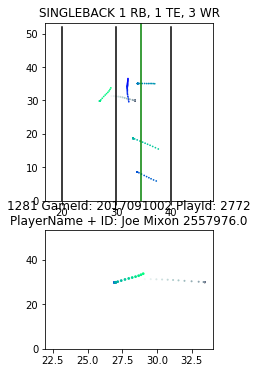 SINGLEBACK 1 RB, 1 TE, 3 WR
50
40
30
20
10
0
20 30 40
1281 GameId: 2017091002 PlayId: 2772
PlayerName + ID: Joe Mixon 2557976.0
40
20
0
22.5 25.0 27.5 30.0 32.5